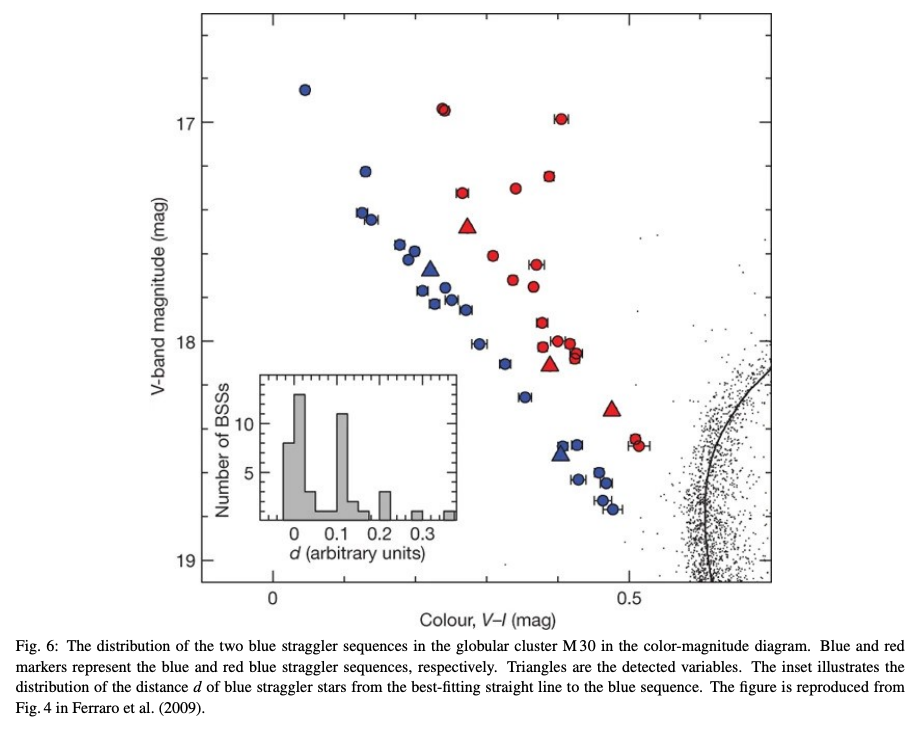 17
18
19
V-band magnitude (mag)
10
5
Number of BSSs
0 0.1 0.2 0.3
d (arbitrary units)
0 0.5
Colour, V–I (mag)
Fig. 6: The distribution of the two blue straggler sequences in the globular cluster M 30 in the color-magnitude diagram. Blue and red
markers represent the blue and red blue straggler sequences, respectively. Triangles are the detected variables. The inset illustrates the
distribution of the distance d of blue straggler stars from the best-fitting straight line to the blue sequence. The figure is reproduced from
Fig. 4 in Ferraro et al. (2009).